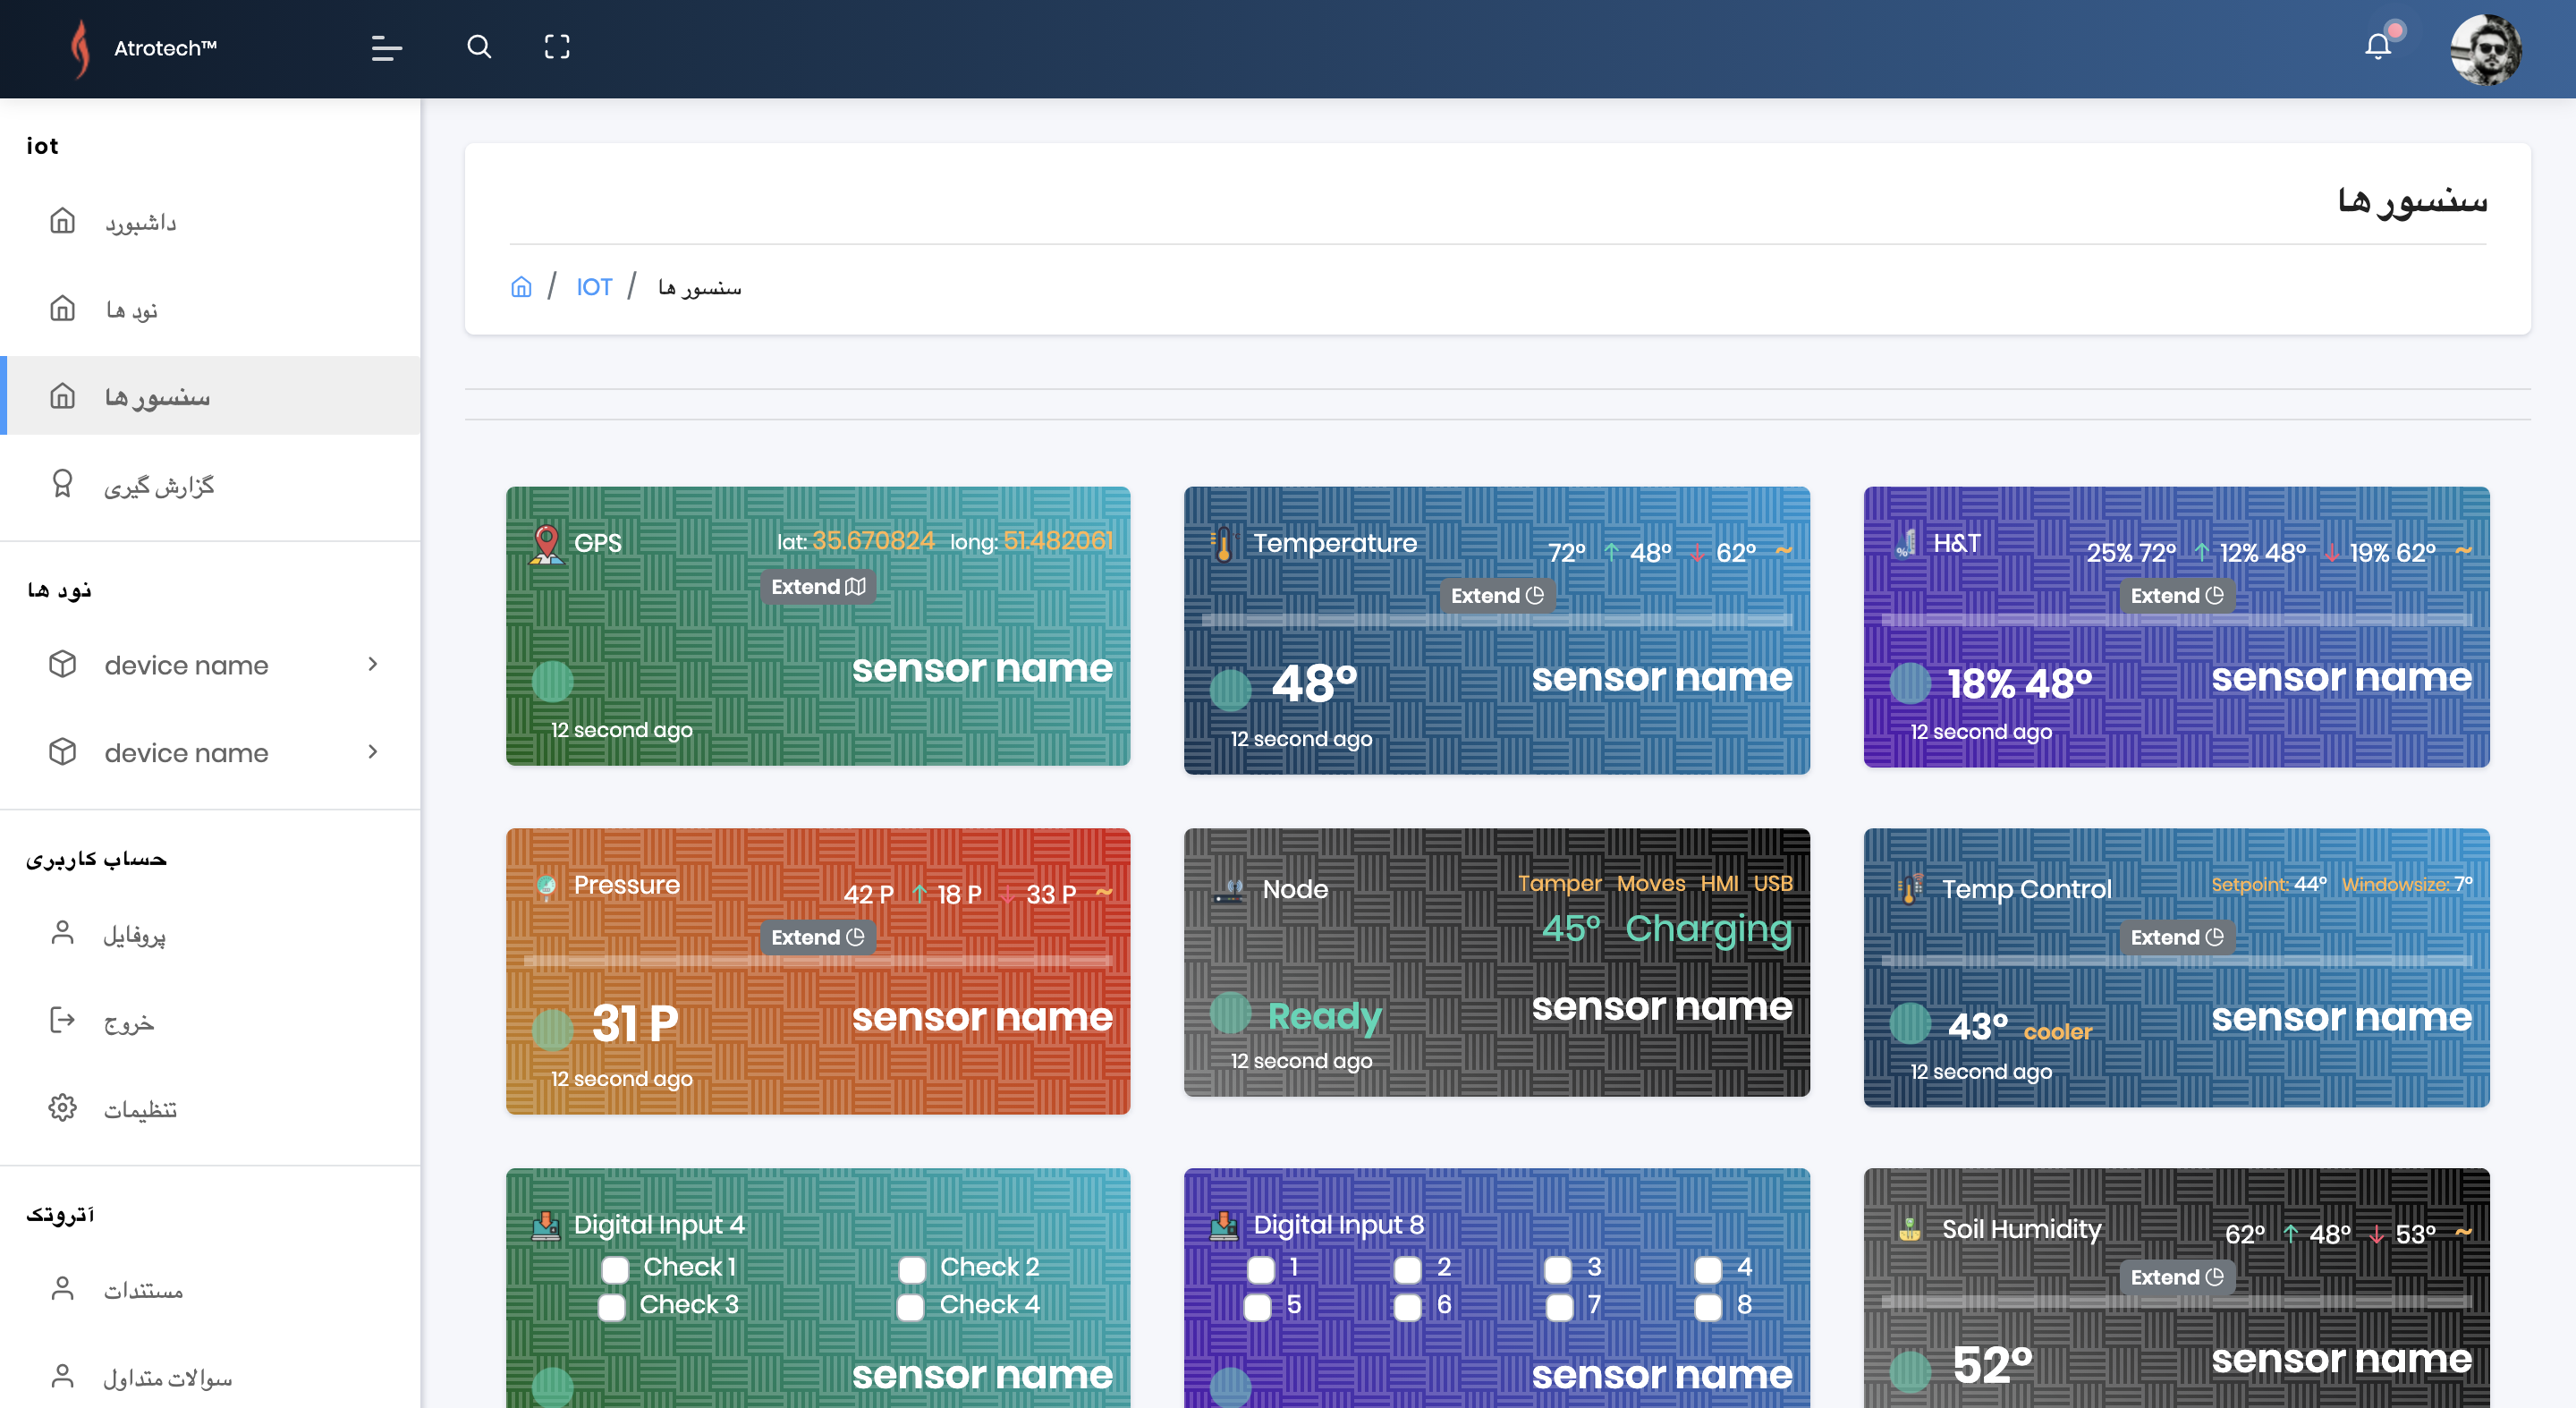 Atrotech™
iot
داشبورد
نود ها
سنسور ها
گزارش گیری
نود ها
device name
device name
حساب کاربری
پروفایل
خروج
تنظیمات
آتروتک
مستندات
سوالات متداول
سنسور ها
/ IOT / سنسور ها
GPS lat: 35.670824 long: 51.482061
Extend
sensor name
12 second ago
Temperature 72° ↑ 48° ↓ 62° ~
Extend
48° sensor name
12 second ago
H&T 25% 72° ↑ 12% 48° ↓ 19% 62° ~
Extend
18% 48° sensor name
12 second ago
Pressure 42 P ↑ 18 P ↓ 33 P ~
Extend
31 P sensor name
12 second ago
Node Tamper Moves HMI USB
45° Charging
Ready sensor name
12 second ago
Temp Control Setpoint: 44° Windowsize: 7°
Extend
43° cooler sensor name
12 second ago
Digital Input 4
Check 1 Check 2
Check 3 Check 4
sensor name
Digital Input 8
1 2 3 4
5 6 7 8
sensor name
Soil Humidity 62° ↑ 48° ↓ 53° ~
Extend
52° sensor name